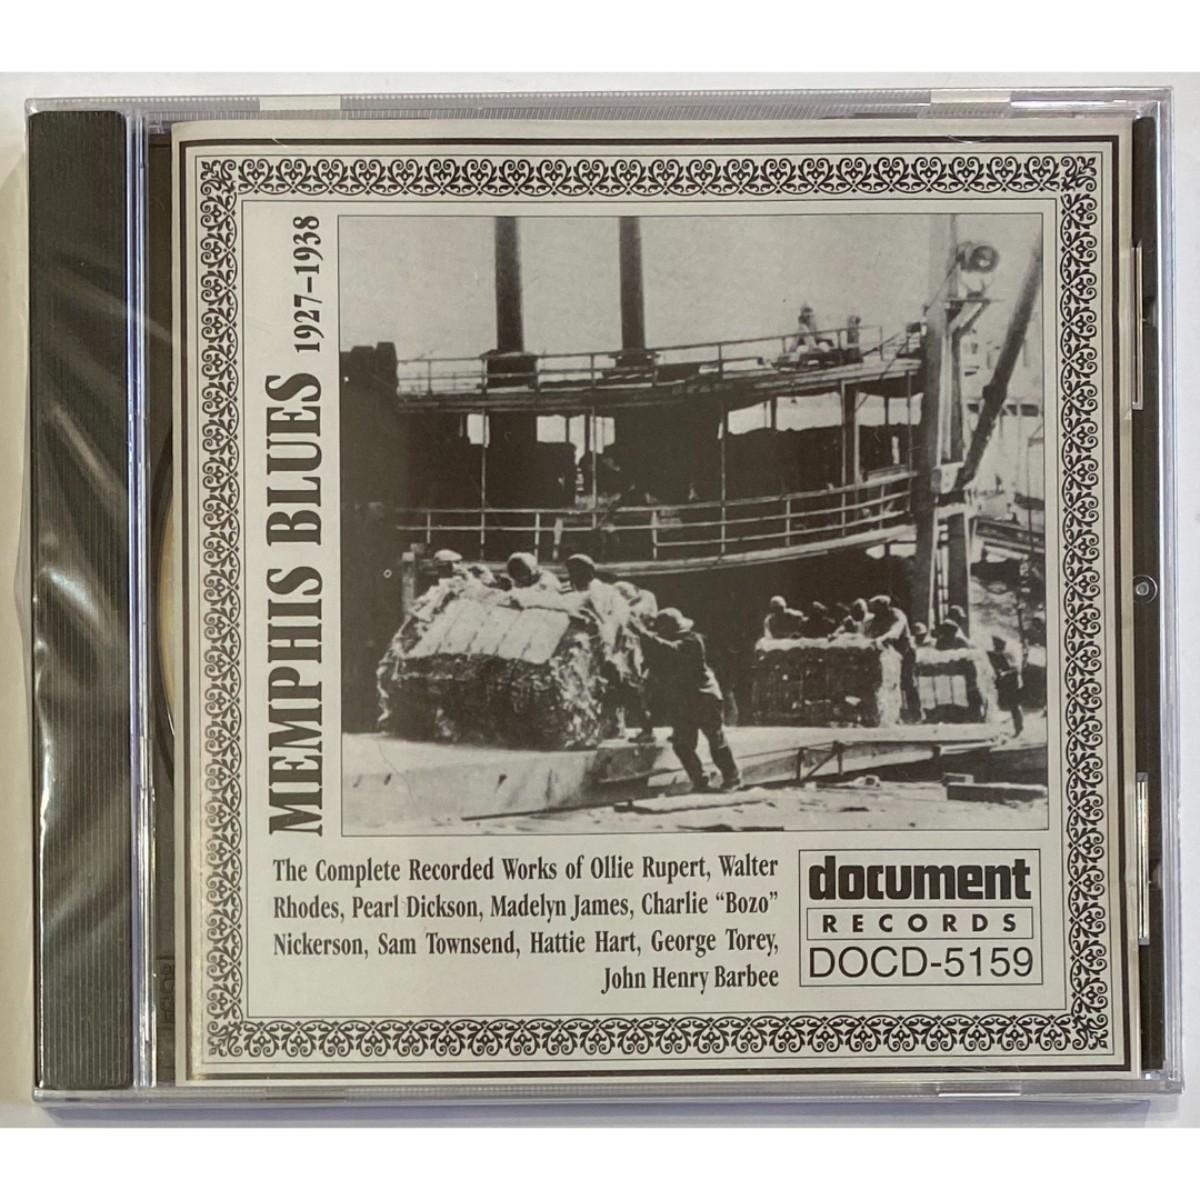 MEMPHIS BLUES 1927–1938
The Complete Recorded Works of Ollie Rupert, Walter
Rhodes, Pearl Dickson, Madelyn James, Charlie “Bozo”
Nickerson, Sam Townsend, Hattie Hart, George Torey,
John Henry Barbee
document
RECORDS
DOCD-5159